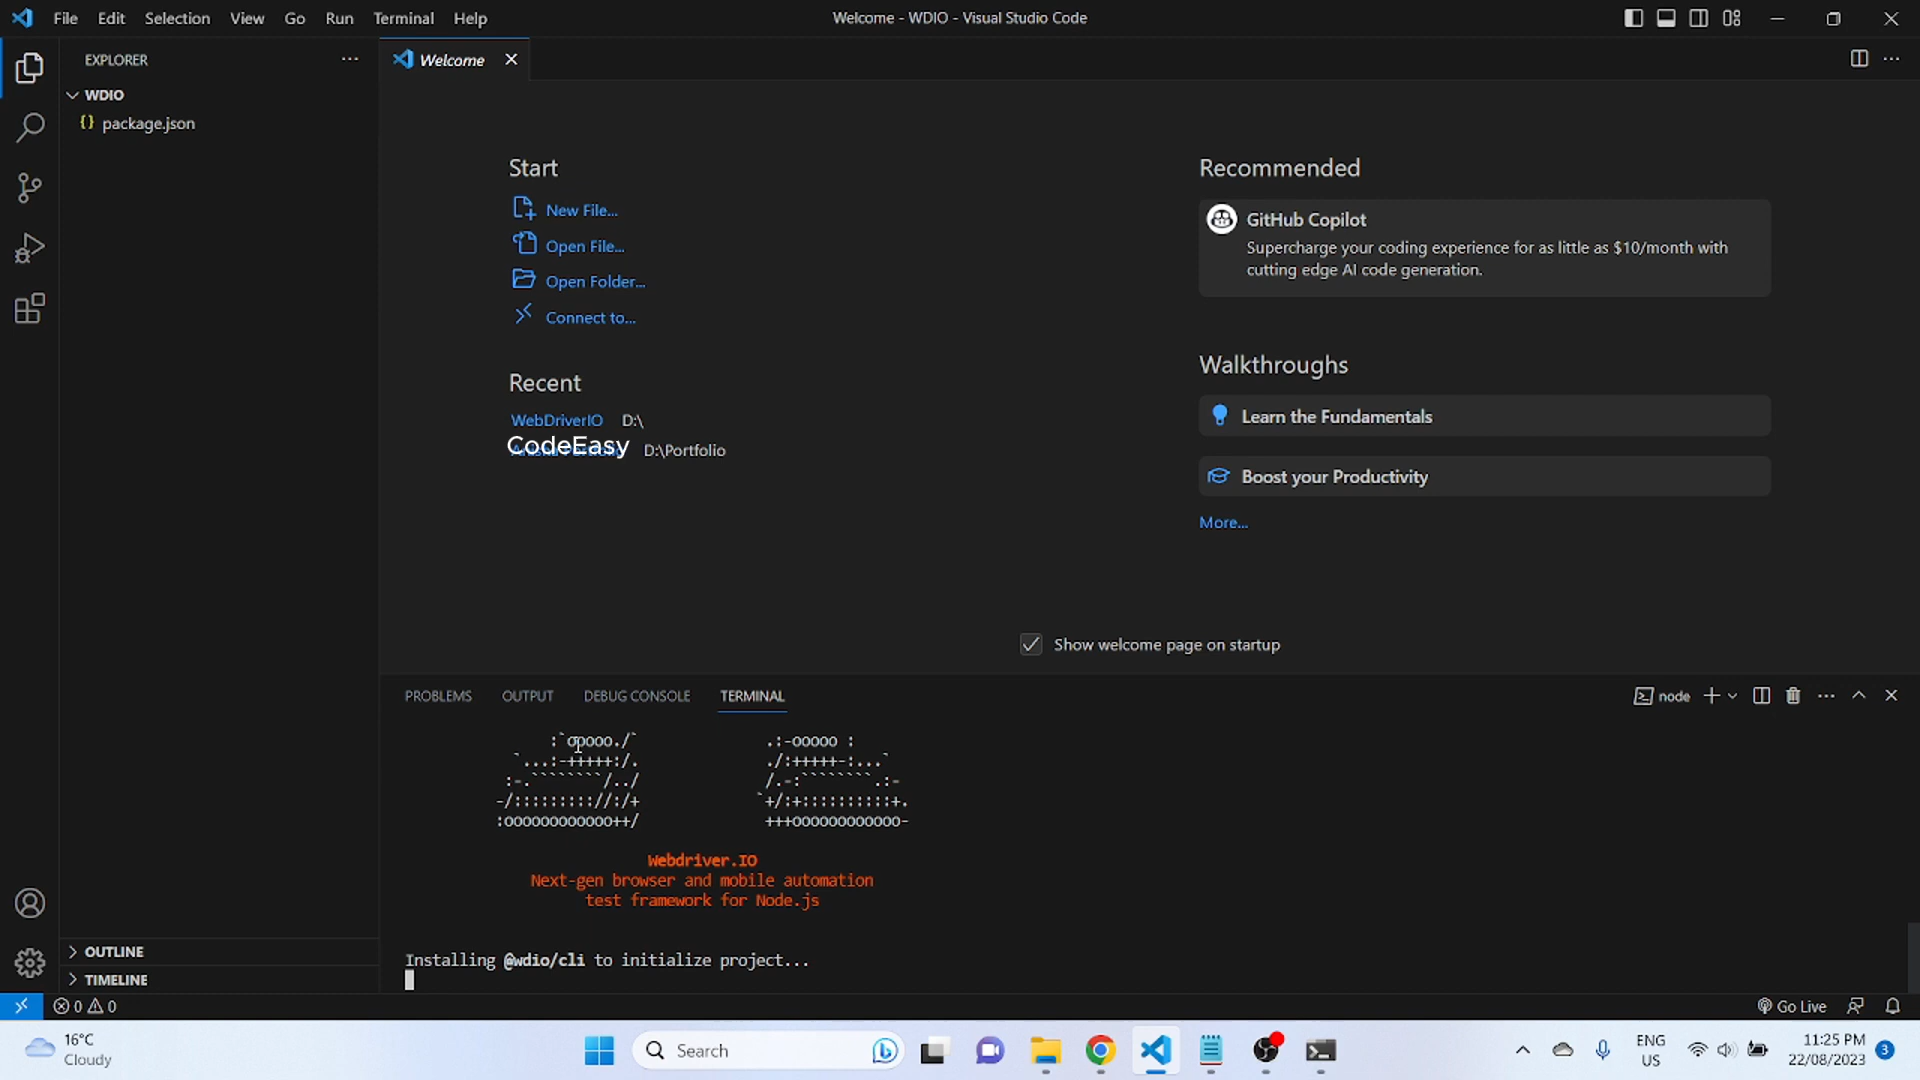 File Edit Selection View Go Run Terminal Help
Welcome - WDIO - Visual Studio Code
EXPLORER
Welcome
WDIO
{} package.json
Start
New File...
Open File...
Open Folder...
Connect to...
Recent
WebDriverIO D:\
CodeEasy
D:\Portfolio
Recommended
GitHub Copilot
Supercharge your coding experience for as little as $10/month with
cutting edge AI code generation.
Walkthroughs
Learn the Fundamentals
Boost your Productivity
More...
Show welcome page on startup
PROBLEMS OUTPUT DEBUG CONSOLE TERMINAL
node
:`ooooo./` .:-ooooo :
`...:-+++++:/. ./:+++++-:...`
:-.````````/../ /.-:````````.:-
-/::::::::://:/+ `+/:+::::::::::+.
:oooooooooooo++/ +++oooooooooooo-
Webdriver.IO
Next-gen browser and mobile automation
test framework for Node.js
Installing @wdio/cli to initialize project...
OUTLINE
TIMELINE
0 0
Go Live
16°C
Cloudy
Search
ENG
US
11:25 PM
22/08/2023
3